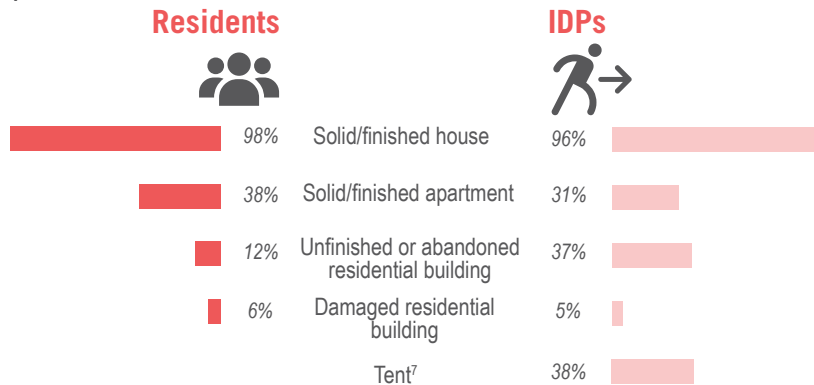 Residents
IDPs
98% Solid/finished house 96%
38% Solid/finished apartment 31%
12% Unfinished or abandoned 37%
residential building
6% Damaged residential 5%
building
Tent7 38%